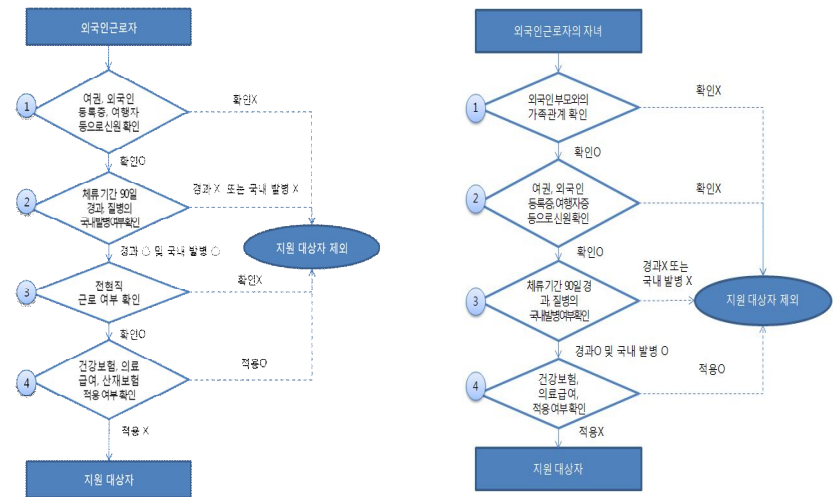 외국인근로자
1
여권, 외국인
등록증, 여행자
등으로신원 확인
확인X
확인O
2
체류기간 90일
경과, 질병의
국내발병여부확인
경과 X 또는 국내 발병 X
지원 대상자 제외
경과 ○ 및 국내 발병 ○
3
전현직
근로 여부 확인
확인X
확인O
4
건강보험, 의료
급여, 산재보험
적용여부확인
적용O
적용 X
지원 대상자
외국인근로자의 자녀
1
외국인부모와의
가족관계 확인
확인X
확인O
2
여권, 외국인
등록증,여행자증
등으로신원확인
확인X
확인O
3
체류기간 90일경
과, 질병의
국내발병여부확인
경과X 또는
국내 발병 X
지원 대상자 제외
경과O 및 국내 발병 O
4
건강보험,
의료급여,
적용여부확인
적용O
적용X
지원 대상자